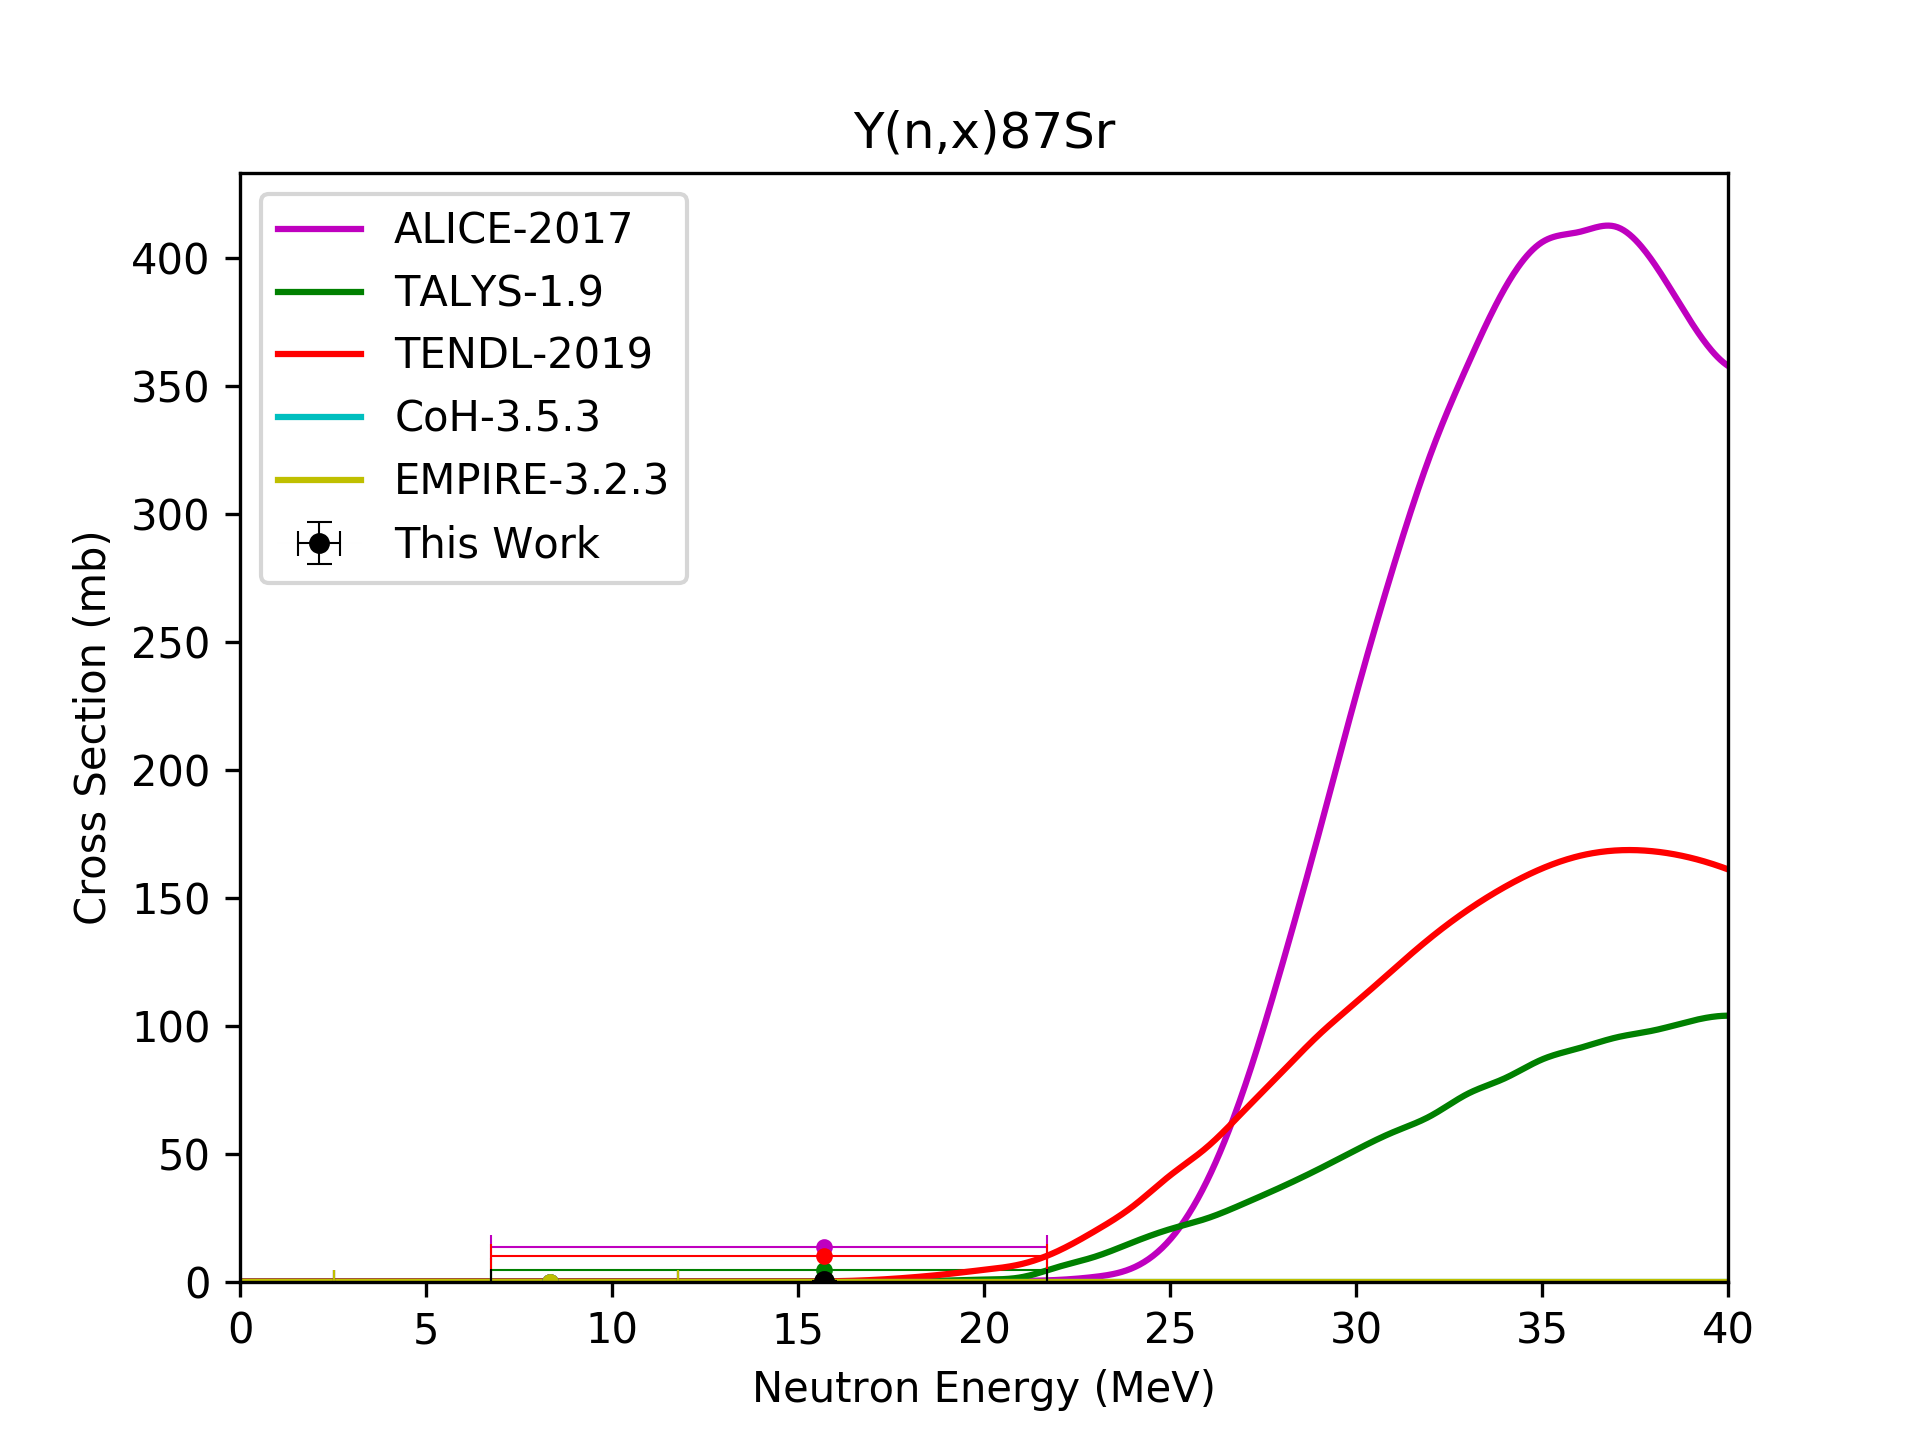 Y(n,x)87Sr
ALICE-2017
TALYS-1.9
TENDL-2019
CoH-3.5.3
EMPIRE-3.2.3
This Work
Cross Section (mb)
400
350
300
250
200
150
100
50
0
0 5 10 15 20 25 30 35 40
Neutron Energy (MeV)